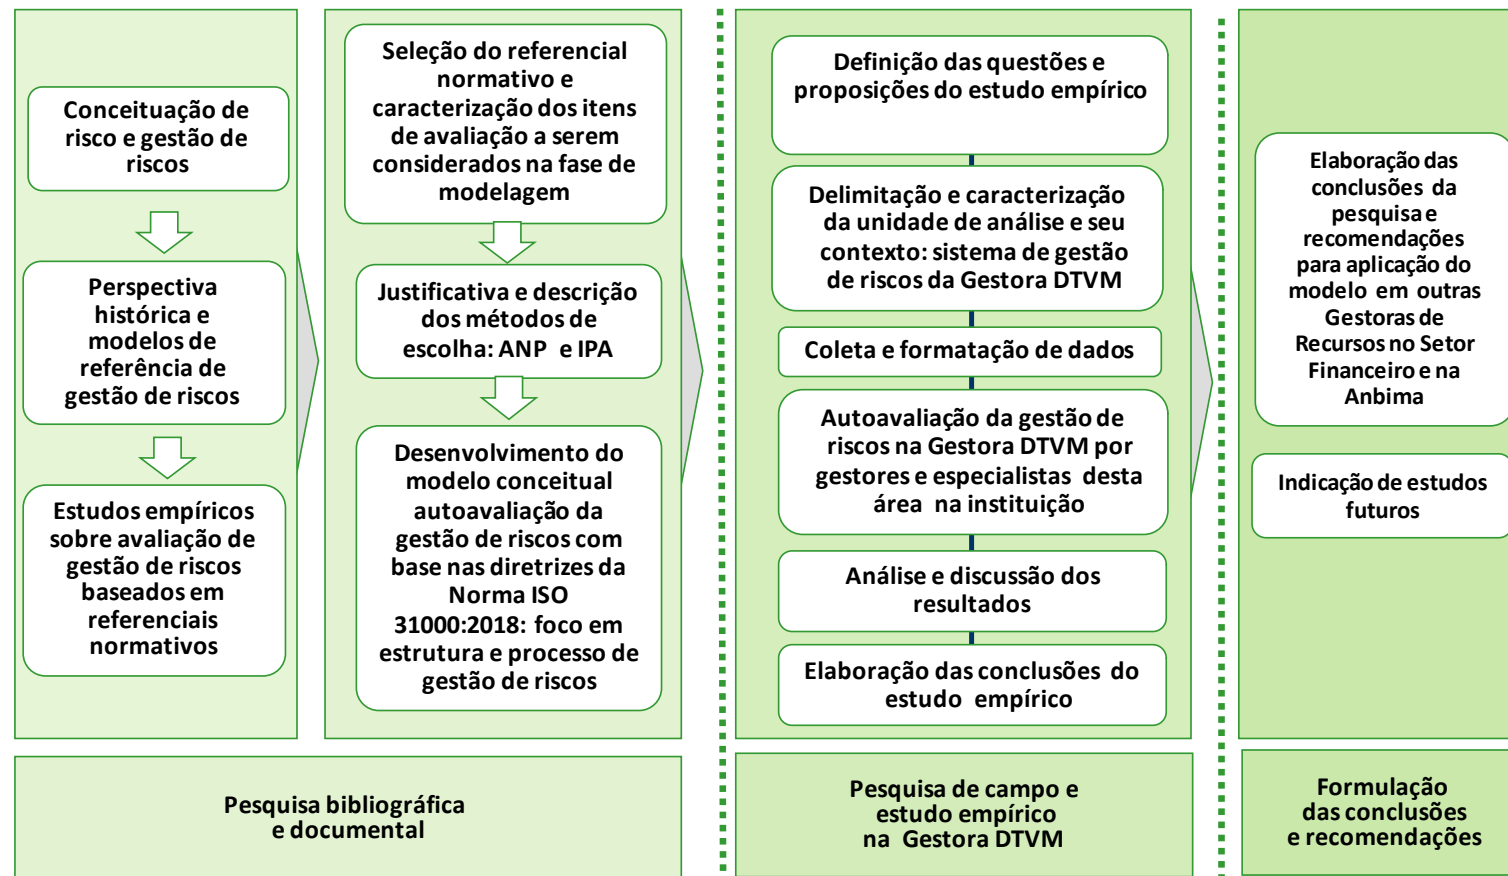 Conceituação de
risco e gestão de
riscos
Perspectiva
histórica e
modelos de
referência de
gestão de riscos
Estudos empíricos
sobre avaliação de
gestão de riscos
baseados em
referenciais
normativos
Seleção do referencial
normativo e
caracterização dos itens
de avaliação a serem
considerados na fase de
modelagem
Justificativa e descrição
dos métodos de
escolha: ANP e IPA
Desenvolvimento do
modelo conceitual
autoavaliação da
gestão de riscos com
base nas diretrizes da
Norma ISO
31000:2018: foco em
estrutura e processo de
gestão de riscos
Pesquisa bibliográfica
e documental
Definição das questões e
proposições do estudo empírico
Delimitação e caracterização
da unidade de análise e seu
contexto: sistema de gestão
de riscos da Gestora DTVM
Coleta e formatação de dados
Autoavaliação da gestão de
riscos na Gestora DTVM por
gestores e especialistas desta
área na instituição
Análise e discussão dos
resultados
Elaboração das conclusões do
estudo empírico
Pesquisa de campo e
estudo empírico
na Gestora DTVM
Elaboração das
conclusões da
pesquisa e
recomendações
para aplicação do
modelo em outras
Gestoras de
Recursos no Setor
Financeiro e na
Anbima
Indicação de estudos
futuros
Formulação
das conclusões
e recomendações